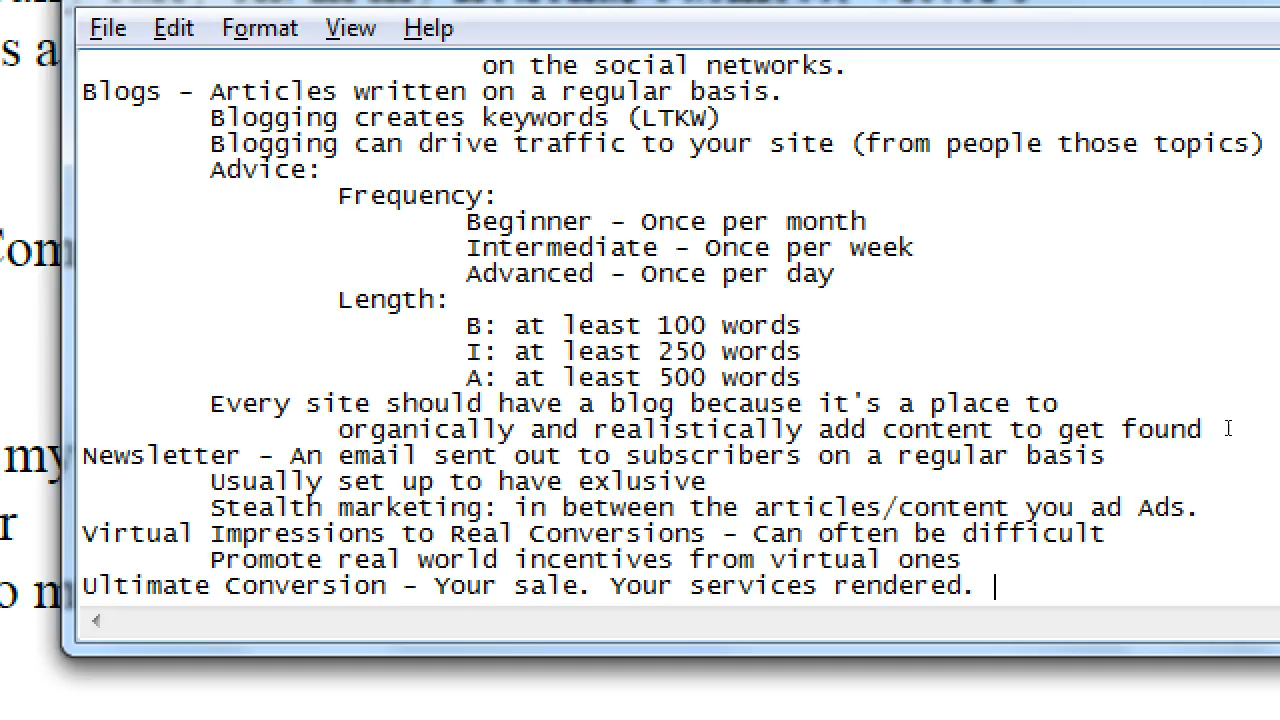 s a
File Edit Format View Help
on the social networks.
Blogs - Articles written on a regular basis.
Blogging creates keywords (LTKW)
Blogging can drive traffic to your site (from people those topics)
Advice:
Frequency:
Beginner - Once per month
Intermediate - Once per week
Advanced - Once per day
Length:
B: at least 100 words
I: at least 250 words
A: at least 500 words
Every site should have a blog because it's a place to
organically and realistically add content to get found
Newsletter - An email sent out to subscribers on a regular basis
Usually set up to have exlusive
Stealth marketing: in between the articles/content you ad Ads.
Virtual Impressions to Real Conversions - Can often be difficult
Promote real world incentives from virtual ones
Ultimate Conversion - Your sale. Your services rendered.
Com
my
r
o m